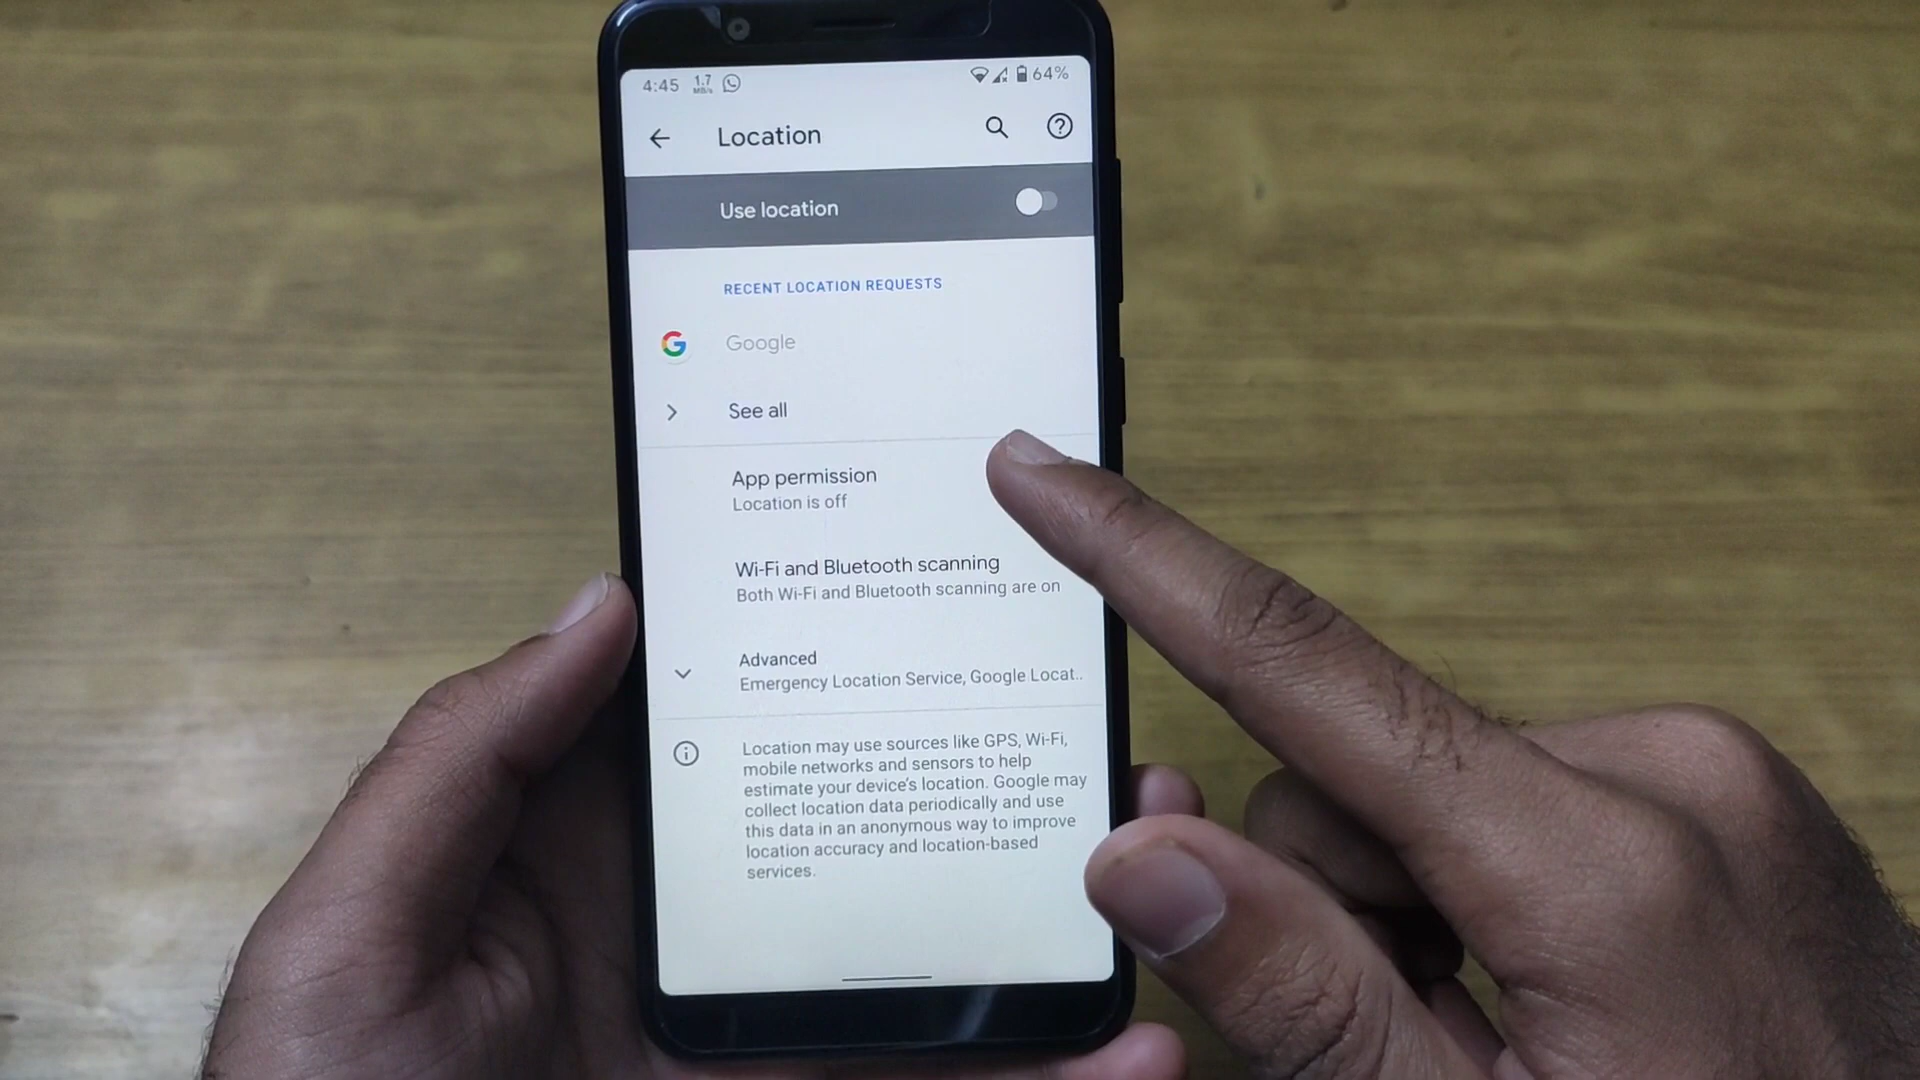 4:45 1.7 MB/s 64%
Location
Use location
RECENT LOCATION REQUESTS
Google
See all
App permission
Location is off
Wi-Fi and Bluetooth scanning
Both Wi-Fi and Bluetooth scanning are on
Advanced
Emergency Location Service, Google Locat..
Location may use sources like GPS, Wi-Fi,
mobile networks and sensors to help
estimate your device's location. Google may
collect location data periodically and use
this data in an anonymous way to improve
location accuracy and location-based
services.